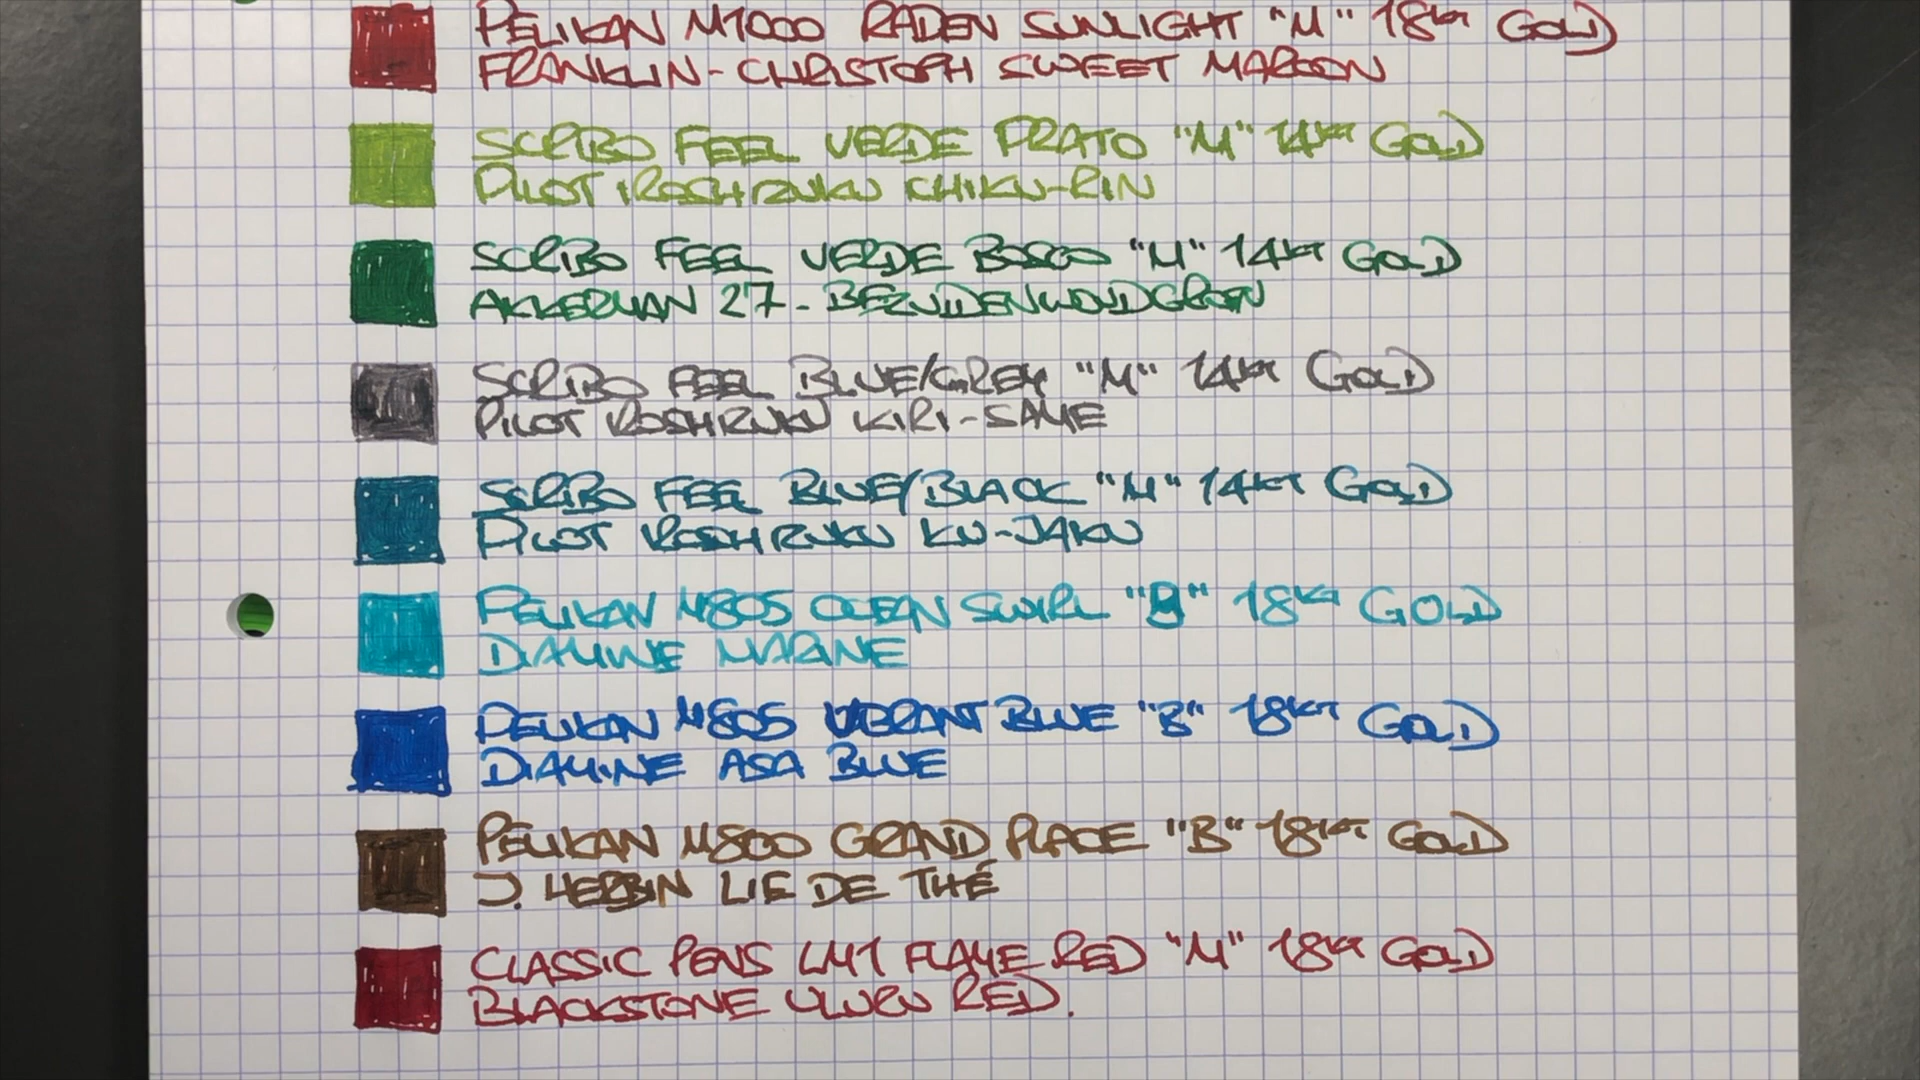 PELIKAN M1000 RADEN SUNLIGHT "M" 18KT GOLD
FRANKLIN-CHRISTOPH SWEET MAROON
SCRIBO FEEL VERDE PRATO "M" 14KT GOLD
PILOT IROSHIZUKU CHIKU-RIN
SCRIBO FEEL VERDE BOSCO "M" 14KT GOLD
AKKERMAN 27 - BEZUIDENWOUDGROEN
SCRIBO FEEL BLUE/GREY "M" 14KT GOLD
PILOT IROSHIZUKU KIRI-SAME
SCRIBO FEEL BLUE/BLACK "M" 14KT GOLD
PILOT IROSHIZUKU KU-JAKU
PELIKAN M805 OCEAN SWIRL "B" 18KT GOLD
DIAMINE MARINE
PELIKAN M805 VIBRANT BLUE "B" 18KT GOLD
DIAMINE ASA BLUE
PELIKAN M800 GRAND PLACE "B" 18KT GOLD
J. HERBIN LIE DE THÉ
CLASSIC PENS LM1 FLAME RED "M" 18KT GOLD
BLACKSTONE ULURU RED.